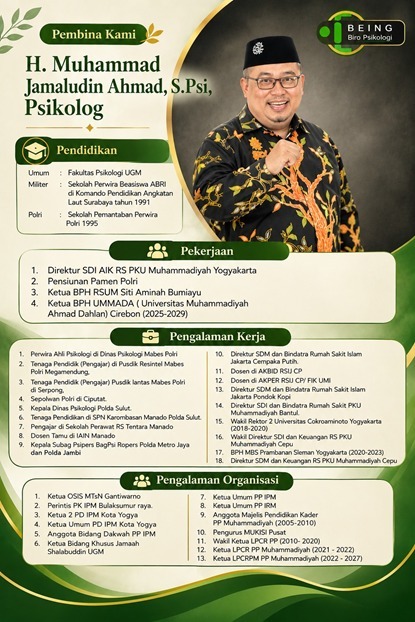 Pembina Kami
BEING
Biro Psikologi
H. Muhammad
Jamaludin Ahmad, S.Psi,
Psikolog
Pendidikan
Umum : Fakultas Psikologi UGM
Militer : Sekolah Perwira Beasiswa ABRI
di Komando Pendidikan Angkatan
Laut Surabaya tahun 1991
Polri : Sekolah Pemantaban Perwira
Polri 1995
Pekerjaan
1. Direktur SDI AIK RS PKU Muhammadiyah Yogyakarta
2. Pensiunan Pamen Polri
3. Ketua BPH RSUM Siti Aminah Bumiayu
4. Ketua BPH UMMADA ( Universitas Muhammadiyah
Ahmad Dahlan) Cirebon (2025-2029)
Pengalaman Kerja
1. Perwira Ahli Psikologi di Dinas Psikologi Mabes Polri
2. Tenaga Pendidik (Pengajar) di Pusdik Resintel Mabes
Polri Megamendung,
3. Tenaga Pendidik (Pengajar) Pusdik lantas Mabes Polri
di Serpong,
4. Sepolwan Polri di Ciputat.
5. Kepala Dinas Psikologi Polda Sulut.
6. Tenaga Pendidikan di SPN Karombasan Manado Polda Sulut.
7. Pengajar di Sekolah Perawat RS Tentara Manado
8. Dosen Tamu di IAIN Manado
9. Kepala Subag Psipers BagPsi Ropers Polda Metro Jaya
dan Polda Jambi
10. Direktur SDM dan Bindatra Rumah Sakit Islam
Jakarta Cempaka Putih.
11. Dosen di AKBID RSIJ CP
12. Dosen di AKPER RSIJ CP/ FIK UMJ
13. Direktur SDM dan Bindatra Rumah Sakit Islam
Jakarta Pondok Kopi
14. Direktur SDI dan Bindatra Rumah Sakit PKU
Muhammadiyah Bantul.
15. Wakil Rektor 2 Universitas Cokroaminoto Yogyakarta
(2018-2020)
16. Wakil Direktur SDI dan Keuangan RS PKU
Muhammadiyah Cepu
17. BPH MBS Prambanan Sleman Yogyakarta (2020-2023)
18. Direktur SDM dan Keuangan RS PKU Muhammadiyah Cepu
Pengalaman Organisasi
1. Ketua OSIS MTsN Gantiwarno
2. Perintis PK IPM Bulaksumur raya.
3. Ketua 2 PD IPM Kota Yogya
4. Ketua Umum PD IPM Kota Yogya
5. Anggota Bidang Dakwah PP IPM
6. Ketua Bidang Khusus Jamaah
Shalabuddin UGM
7. Ketua Umum PP IPM
8. Ketua Umum PP IRM
9. Anggota Majelis Pendidikan Kader
PP Muhammadiyah (2005-2010)
10. Pengurus MUKISI Pusat
11. Wakil Ketua LPCR PP (2010- 2020)
12. Ketua LPCR PP Muhammadiyah (2021 - 2022)
13. Ketua LPCRPM PP Muhammadiyah (2022 - 2027)